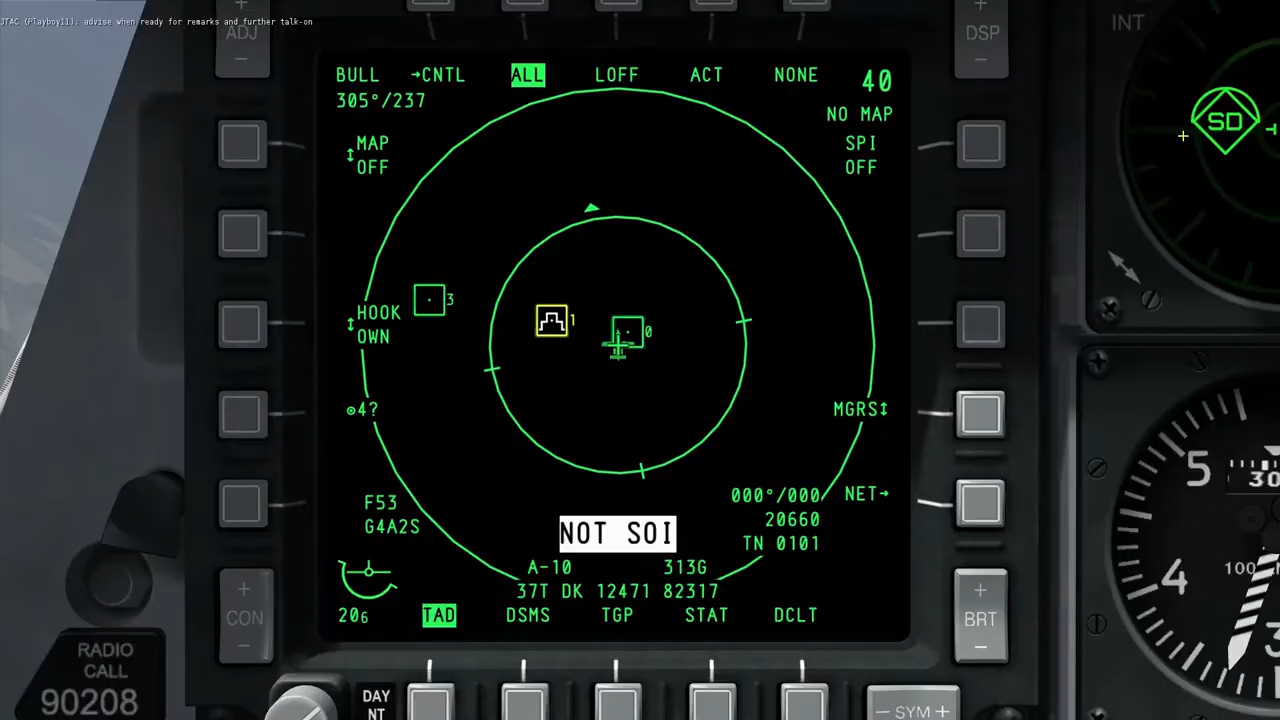 JTAC (Playboy11): advise when ready for remarks and further talk-on
ADJ
DSP
INT
BULL →CNTL ALL LOFF ACT NONE 40
305°/237
NO MAP
MAP
OFF
SPI
OFF
SD
3
1
0
HOOK
OWN
4?
MGRS
F53
G4A2S
000°/000
20660
TN 0101
NET→
NOT SOI
A-10 313G
37T DK 12471 82317
20G
TAD DSMS TGP STAT DCLT
CON
BRT
5
30
4
100
3
RADIO
CALL
90208
DAY
NT
- SYM +